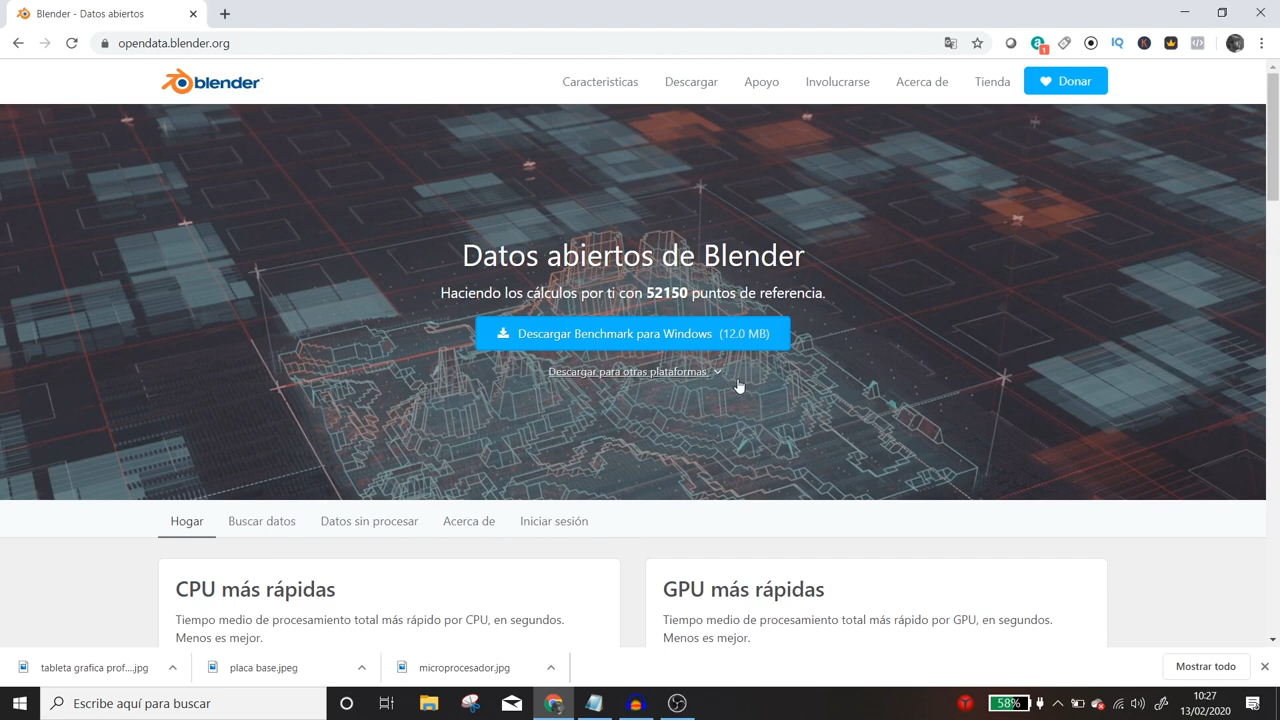 Blender - Datos abiertos
opendata.blender.org
1
IQ
K
blender
Caracteristicas
Descargar
Apoyo
Involucrarse
Acerca de
Tienda
Donar
Datos abiertos de Blender
Haciendo los cálculos por ti con 52150 puntos de referencia.
Descargar Benchmark para Windows (12.0 MB)
Descargar para otras plataformas
Hogar
Buscar datos
Datos sin procesar
Acerca de
Iniciar sesión
CPU más rápidas
Tiempo medio de procesamiento total más rápido por CPU, en segundos.
Menos es mejor.
GPU más rápidas
Tiempo medio de procesamiento total más rápido por GPU, en segundos.
Menos es mejor.
tableta grafica prof....jpg
placa base.jpeg
microprocesador.jpg
Mostrar todo
Escribe aquí para buscar
58%
10:27
13/02/2020